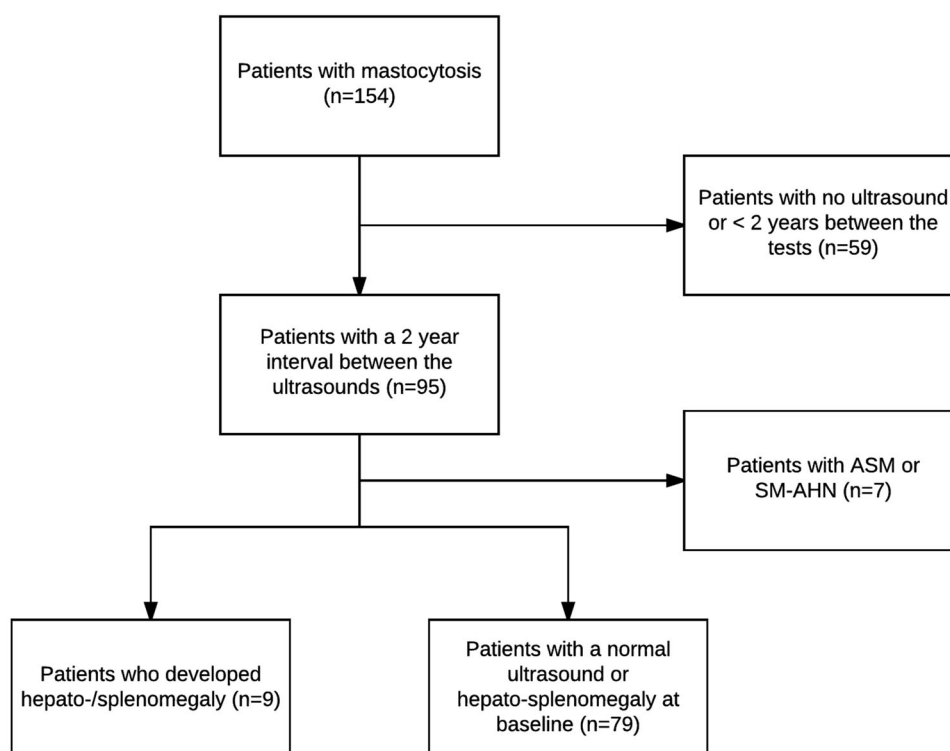 Patients with mastocytosis
(n=154)
Patients with no ultrasound
or < 2 years between the
tests (n=59)
Patients with a 2 year
interval between the
ultrasounds (n=95)
Patients with ASM or
SM-AHN (n=7)
Patients who developed
hepato-/splenomegaly (n=9)
Patients with a normal
ultrasound or
hepato-splenomegaly at
baseline (n=79)